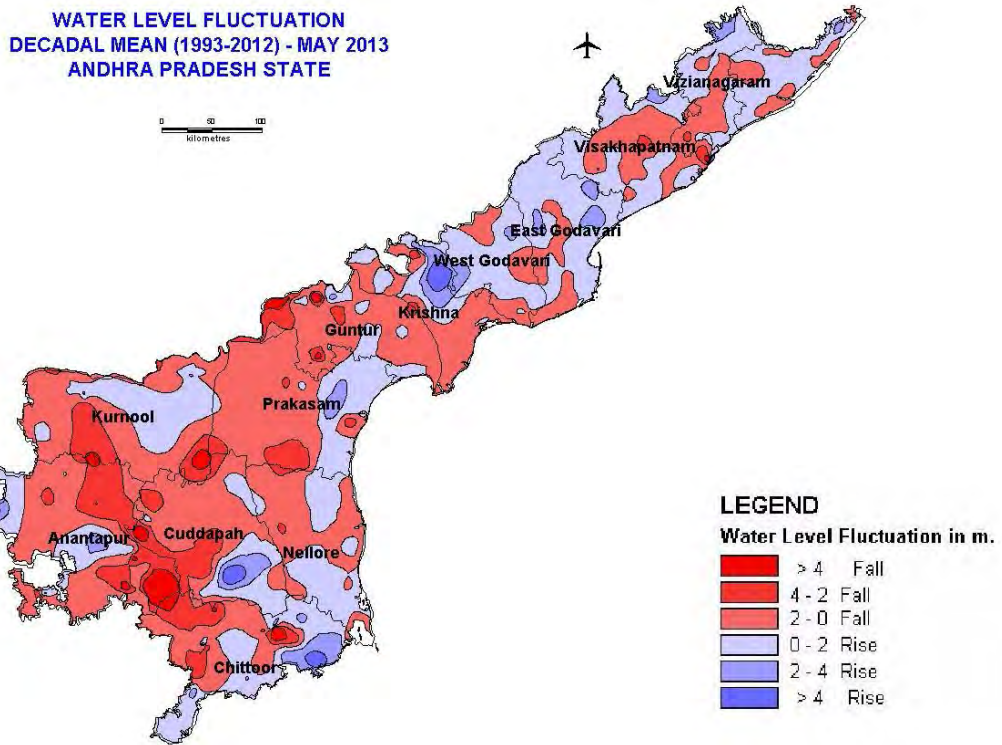 WATER LEVEL FLUCTUATION
DECADAL MEAN (1993-2012) - MAY 2013
ANDHRA PRADESH STATE
0 50 100
kilometres
Vizianagaram
Visakhapatnam
East Godavari
West Godavari
Krishna
Guntur
Prakasam
Kurnool
Cuddapah
Anantapur
Nellore
Chittoor
LEGEND
Water Level Fluctuation in m.
> 4 Fall
4 - 2 Fall
2 - 0 Fall
0 - 2 Rise
2 - 4 Rise
> 4 Rise